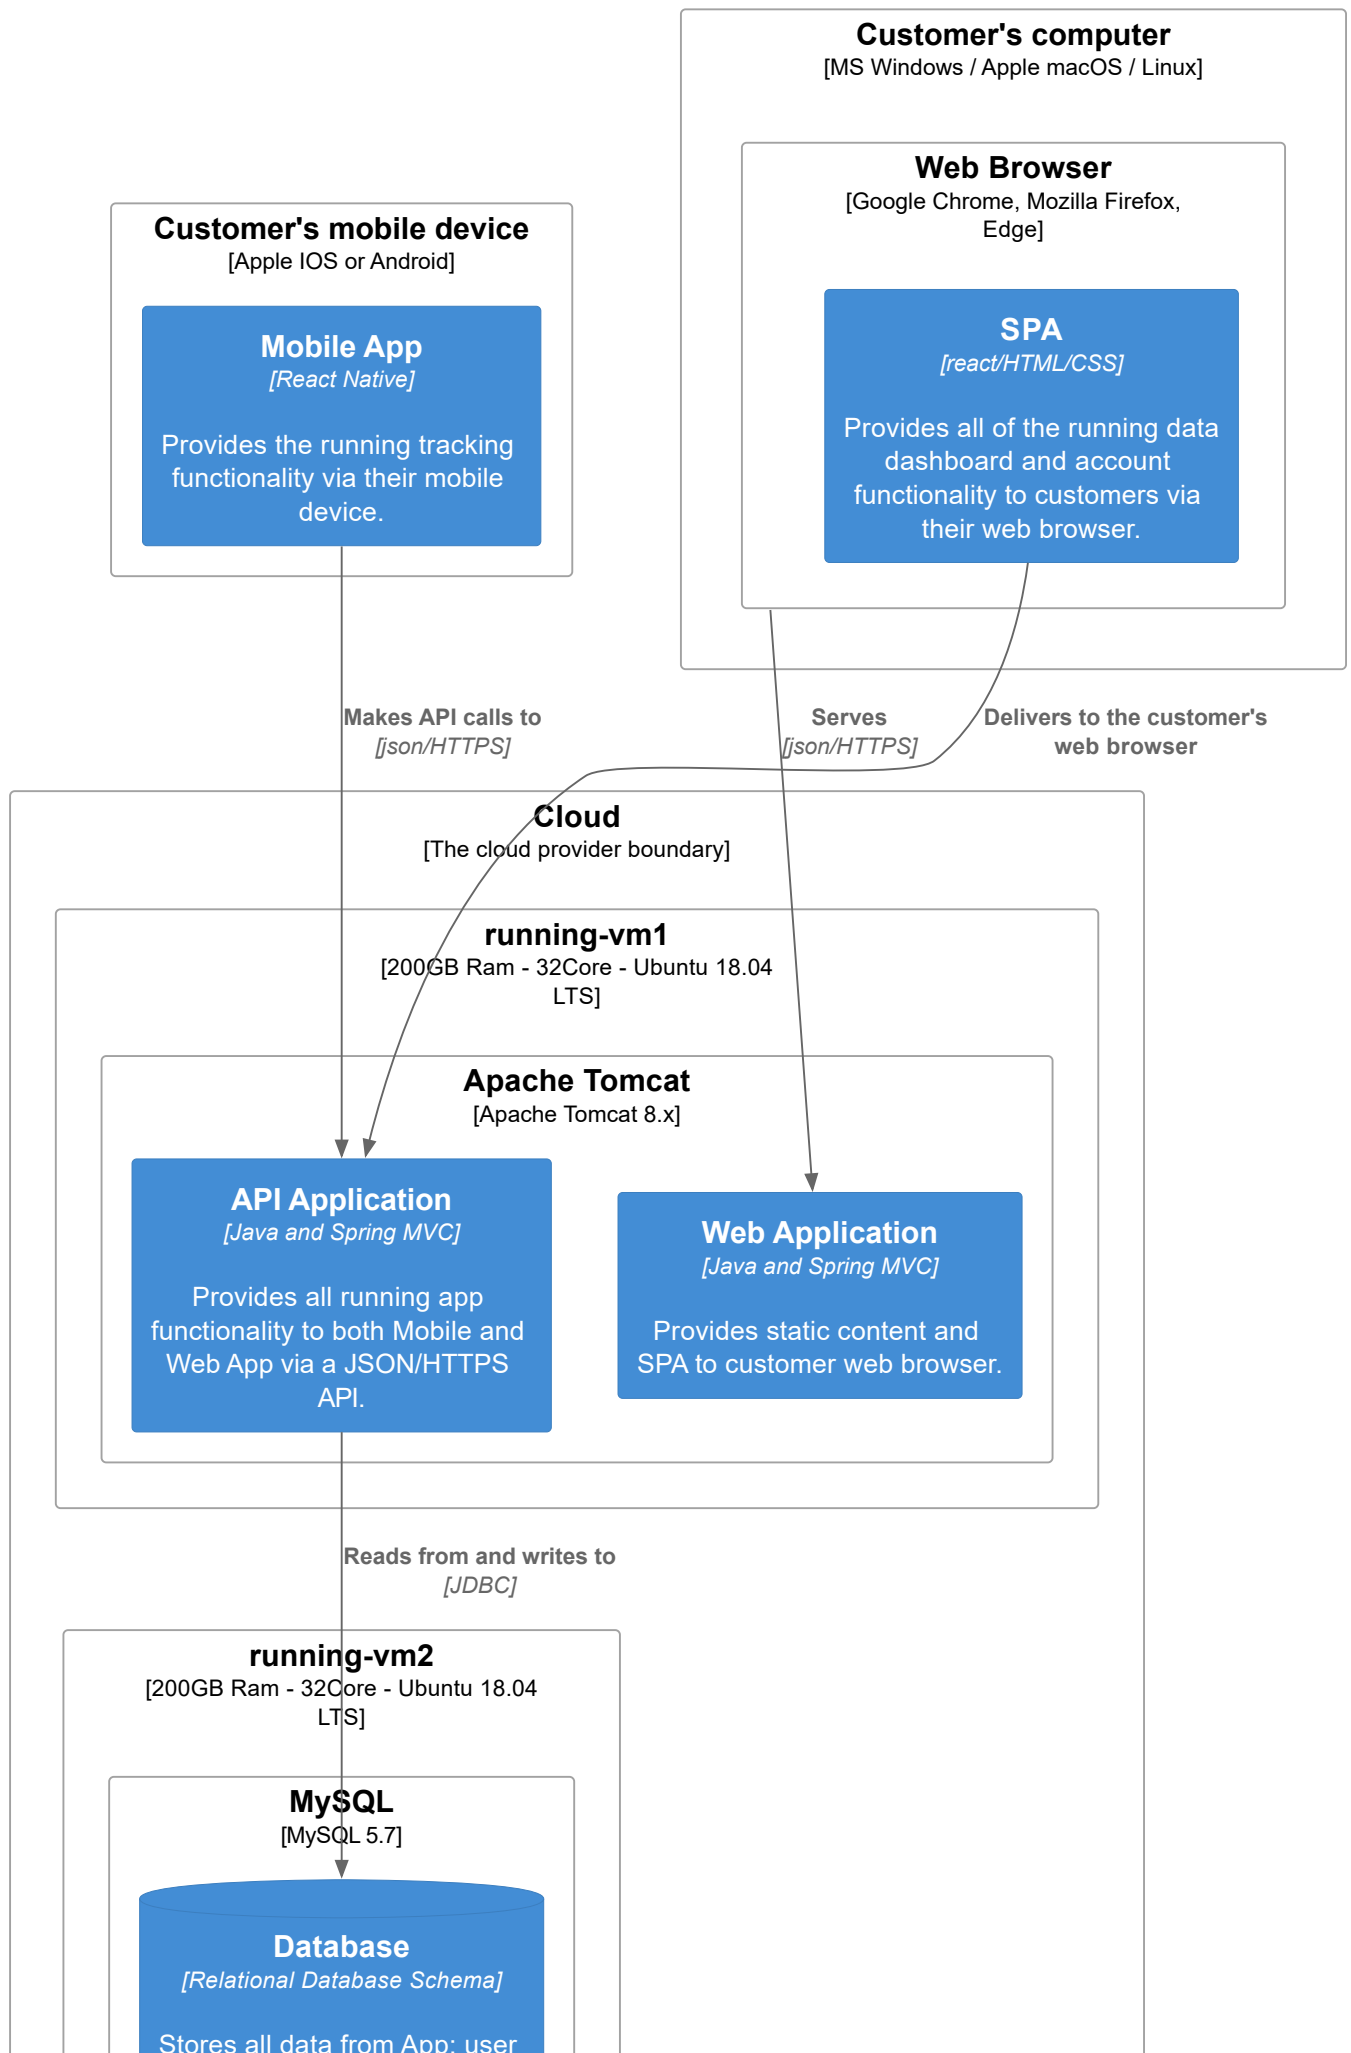 Customer's computer
[MS Windows / Apple macOS / Linux]
Web Browser
[Google Chrome, Mozilla Firefox,
Edge]
Customer's mobile device
[Apple IOS or Android]
SPA
[react/HTML/CSS]
Provides all of the running data
dashboard and account
functionality to customers via
their web browser.
Mobile App
[React Native]
Provides the running tracking
functionality via their mobile
device.
Makes API calls to
[json/HTTPS]
Serves
[json/HTTPS]
Delivers to the customer's
web browser
Cloud
[The cloud provider boundary]
running-vm1
[200GB Ram - 32Core - Ubuntu 18.04
LTS]
Apache Tomcat
[Apache Tomcat 8.x]
API Application
[Java and Spring MVC]
Provides all running app
functionality to both Mobile and
Web App via a JSON/HTTPS
API.
Web Application
[Java and Spring MVC]
Provides static content and
SPA to customer web browser.
Reads from and writes to
[JDBC]
running-vm2
[200GB Ram - 32Core - Ubuntu 18.04
LTS]
MySQL
[MySQL 5.7]
Database
[Relational Database Schema]
Stores all data from App: user